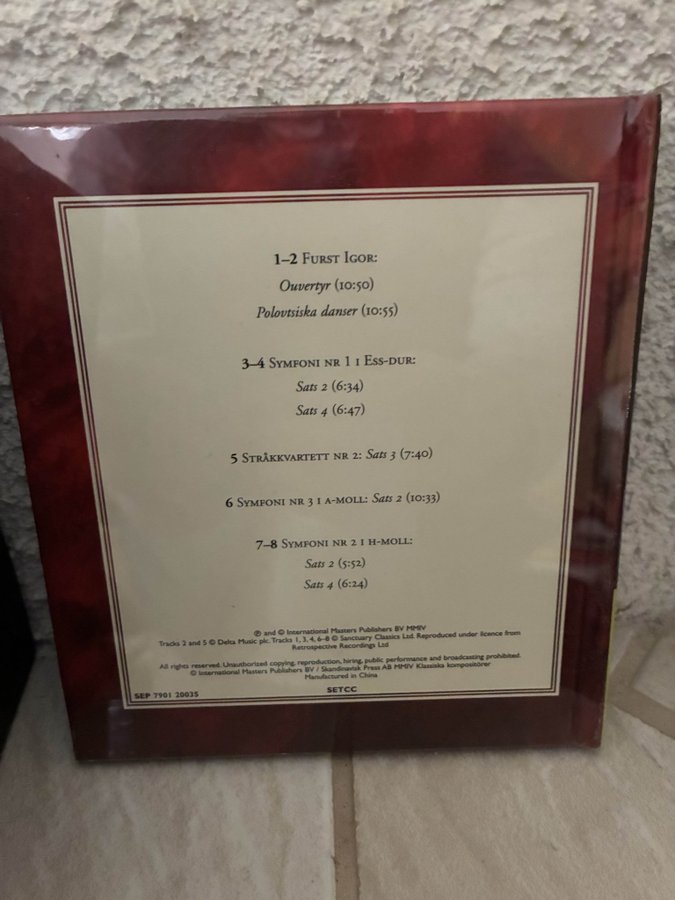 1–2 Furst Igor:
Ouvertyr (10:50)
Polovtsiska danser (10:55)
3–4 Symfoni nr 1 i Ess-dur:
Sats 2 (6:34)
Sats 4 (6:47)
5 Stråkkvartett nr 2: Sats 3 (7:40)
6 Symfoni nr 3 i a-moll: Sats 2 (10:33)
7–8 Symfoni nr 2 i h-moll:
Sats 2 (5:52)
Sats 4 (6:24)
℗ and © International Masters Publishers BV MMIV
Tracks 2 and 5 © Delta Music plc. Tracks 1, 3, 4, 6–8 © Sanctuary Classics Ltd. Reproduced under licence from
Retrospective Recordings Ltd
All rights reserved. Unauthorized copying, reproduction, hiring, public performance and broadcasting prohibited.
© International Masters Publishers BV / Skandinavisk Press AB MMIV Klassiska kompositörer
Manufactured in China
SEP 7901 20035
SETCC